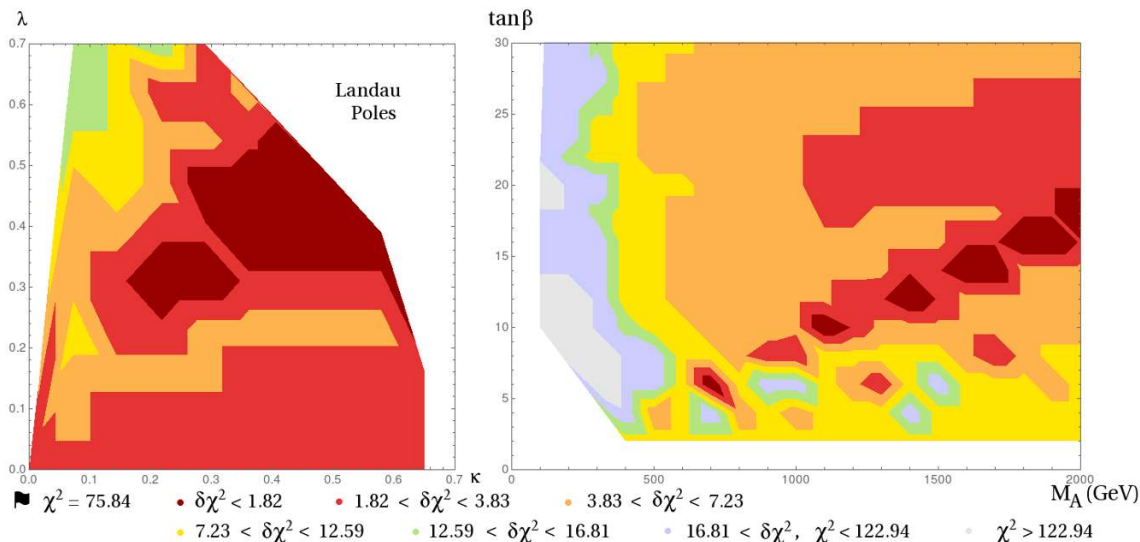 λ
0.7
0.6
0.5
0.4
0.3
0.2
0.1
0.0
0.0 0.1 0.2 0.3 0.4 0.5 0.6 0.7
κ
Landau
Poles
tanβ
30
25
20
15
10
5
0
500 1000 1500 2000
M_A (GeV)
χ² = 75.84 δχ² < 1.82 1.82 < δχ² < 3.83 3.83 < δχ² < 7.23
7.23 < δχ² < 12.59 12.59 < δχ² < 16.81 16.81 < δχ², χ² < 122.94 χ² > 122.94